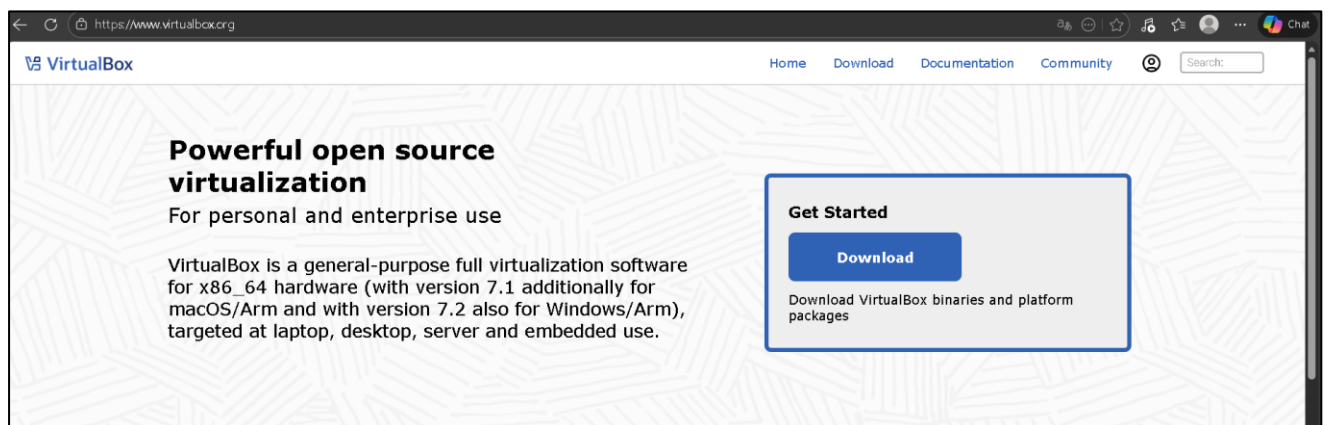 https://www.virtualbox.org
Chat
VirtualBox
Home Download Documentation Community Search:
Powerful open source
virtualization
For personal and enterprise use
VirtualBox is a general-purpose full virtualization software
for x86_64 hardware (with version 7.1 additionally for
macOS/Arm and with version 7.2 also for Windows/Arm),
targeted at laptop, desktop, server and embedded use.
Get Started
Download
Download VirtualBox binaries and platform
packages